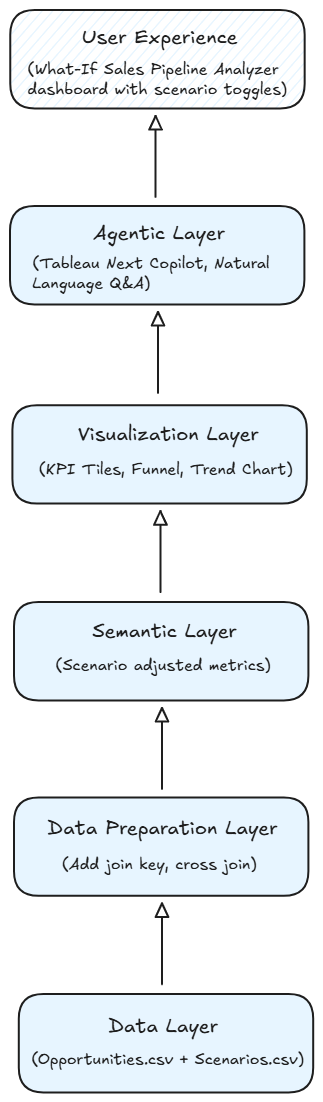 User Experience
(What-If Sales Pipeline Analyzer
dashboard with scenario toggles)
Agentic Layer
(Tableau Next Copilot, Natural
Language Q&A)
Visualization Layer
(KPI Tiles, Funnel, Trend Chart)
Semantic Layer
(Scenario adjusted metrics)
Data Preparation Layer
(Add join key, cross join)
Data Layer
(Opportunities.csv + Scenarios.csv)